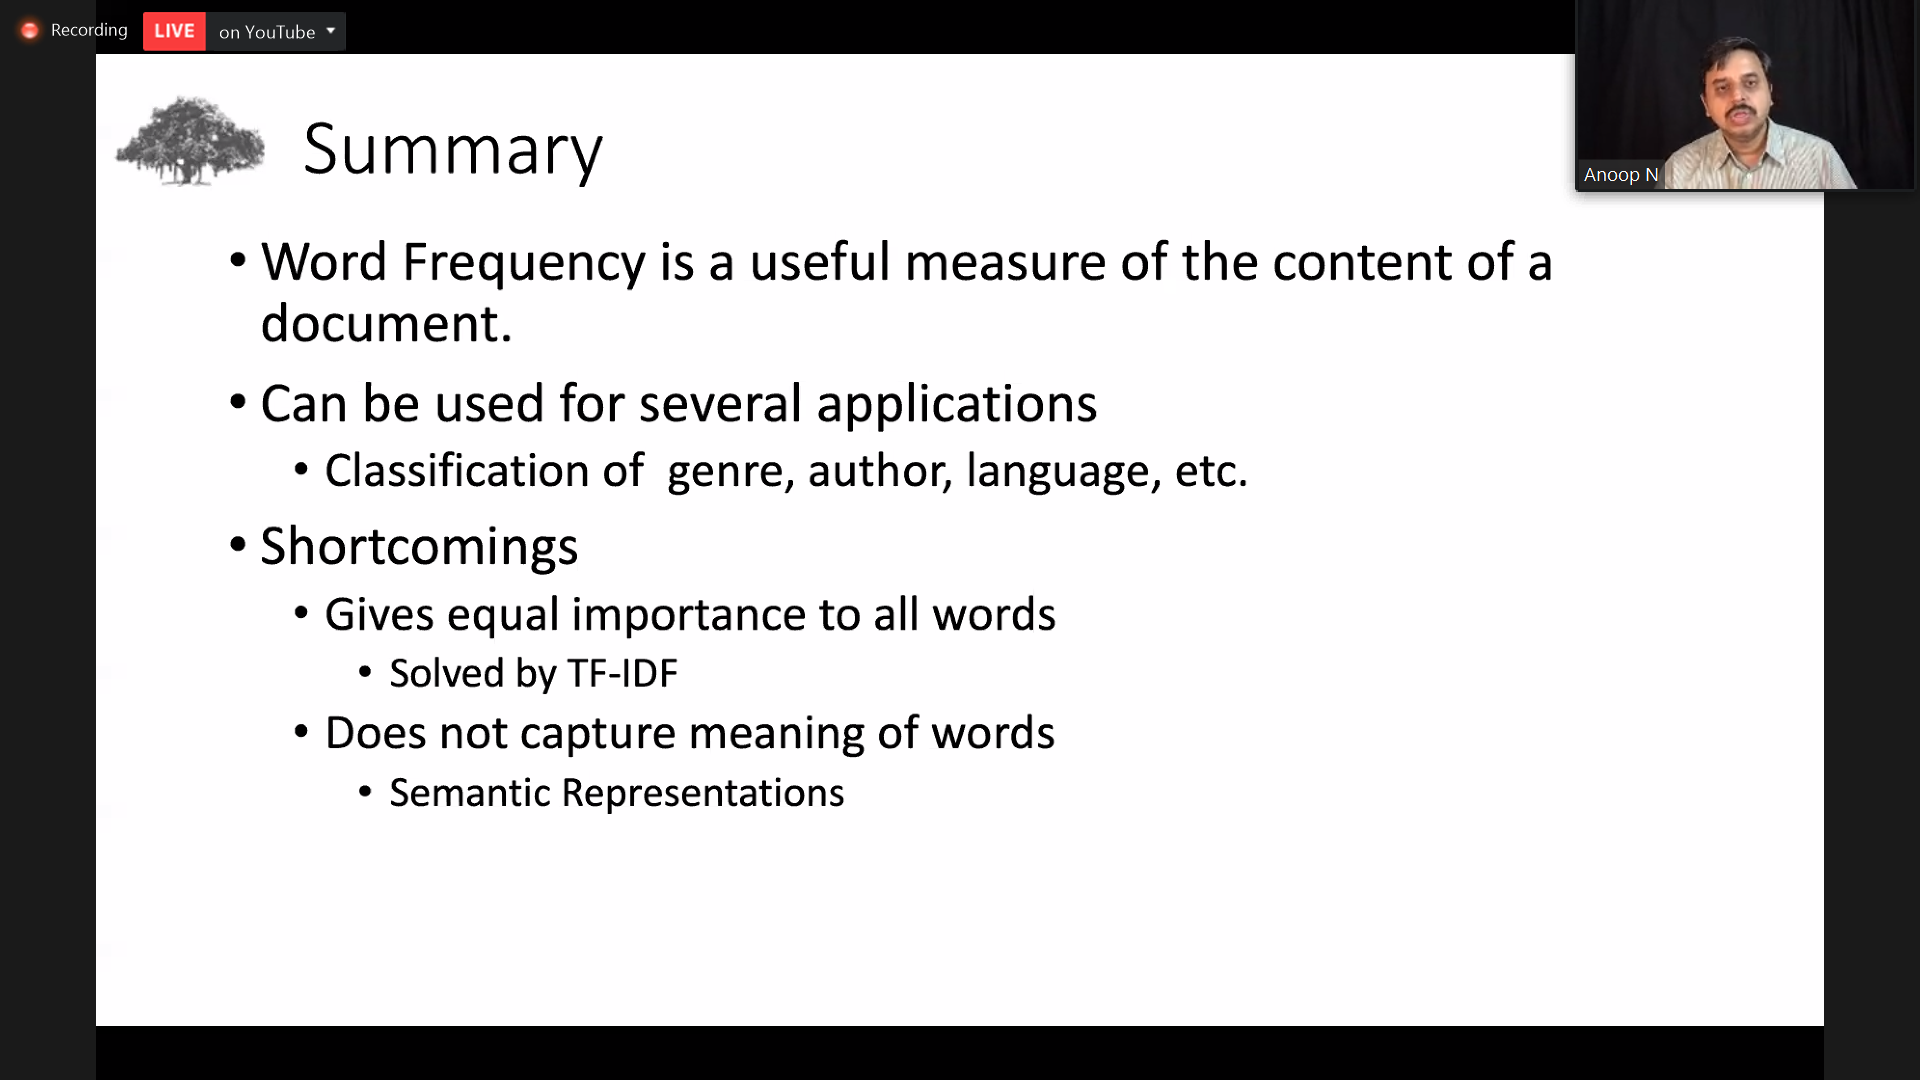 Recording
LIVE on YouTube
Summary
Anoop N
• Word Frequency is a useful measure of the content of a
document.
• Can be used for several applications
• Classification of  genre, author, language, etc.
• Shortcomings
• Gives equal importance to all words
• Solved by TF-IDF
• Does not capture meaning of words
• Semantic Representations